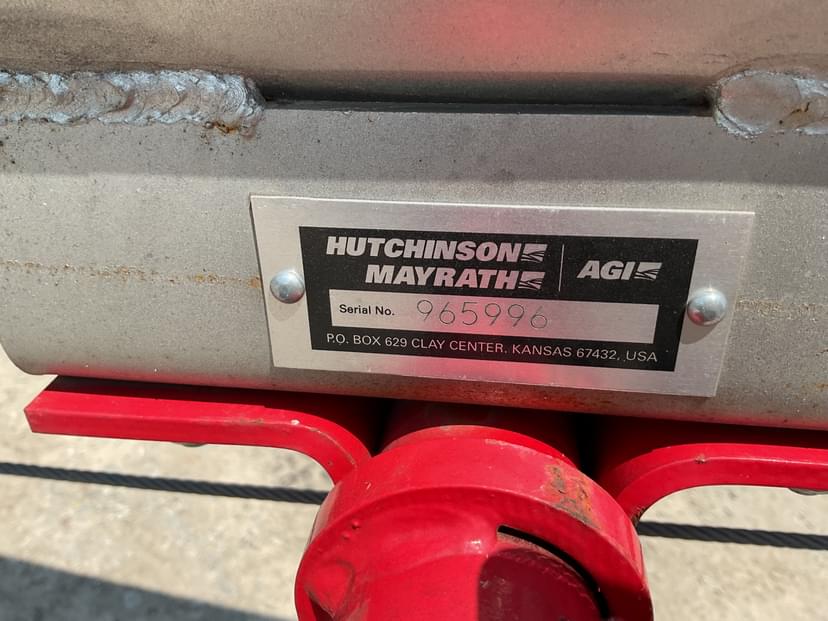 HUTCHINSON
MAYRATH
AGI
Serial No. 965996
P.O. BOX 629 CLAY CENTER, KANSAS 67432, USA